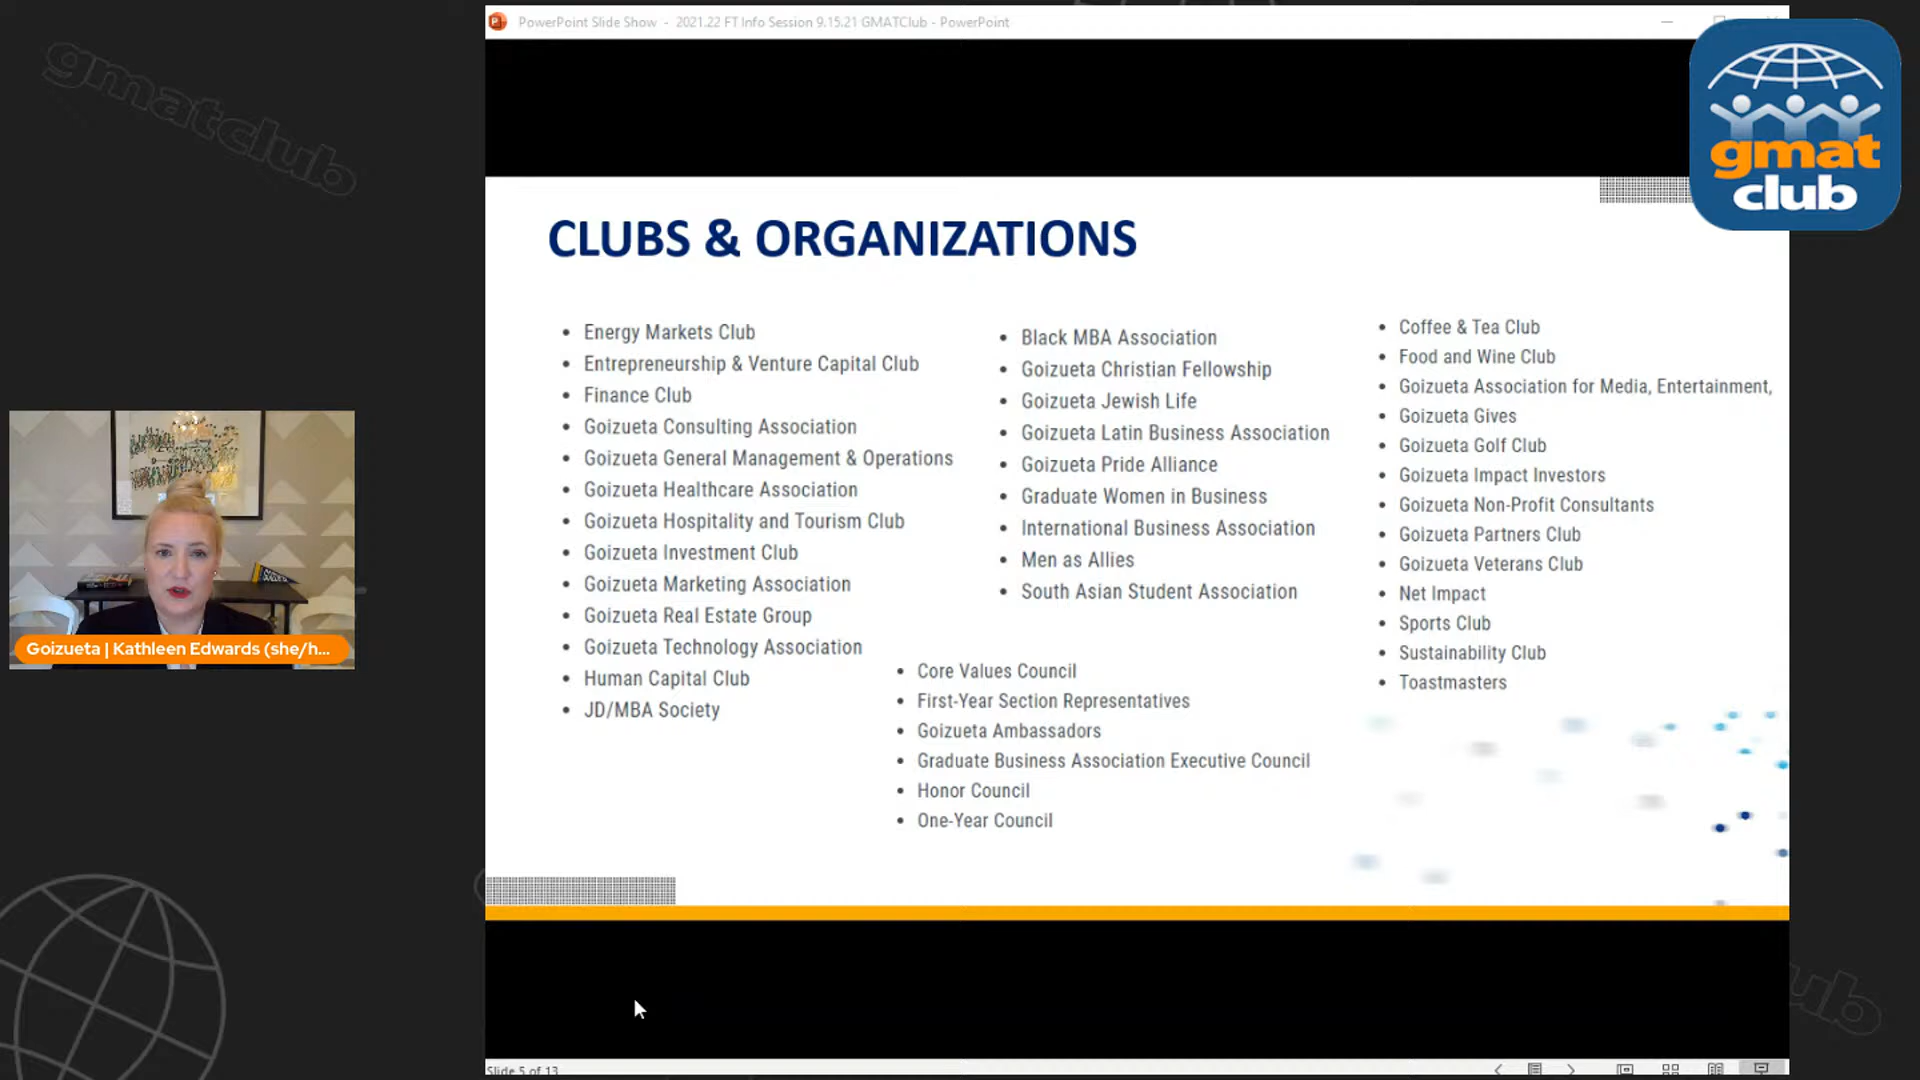 PowerPoint Slide Show - 2021.22 FT Info Session 9.15.21 GMATClub - PowerPoint
gmatclub
gmat
club
CLUBS & ORGANIZATIONS
Energy Markets Club
Entrepreneurship & Venture Capital Club
Finance Club
Goizueta Consulting Association
Goizueta General Management & Operations
Goizueta Healthcare Association
Goizueta Hospitality and Tourism Club
Goizueta Investment Club
Goizueta Marketing Association
Goizueta Real Estate Group
Goizueta Technology Association
Human Capital Club
JD/MBA Society
Black MBA Association
Goizueta Christian Fellowship
Goizueta Jewish Life
Goizueta Latin Business Association
Goizueta Pride Alliance
Graduate Women in Business
International Business Association
Men as Allies
South Asian Student Association
Core Values Council
First-Year Section Representatives
Goizueta Ambassadors
Graduate Business Association Executive Council
Honor Council
One-Year Council
Coffee & Tea Club
Food and Wine Club
Goizueta Association for Media, Entertainment,
Goizueta Gives
Goizueta Golf Club
Goizueta Impact Investors
Goizueta Non-Profit Consultants
Goizueta Partners Club
Goizueta Veterans Club
Net Impact
Sports Club
Sustainability Club
Toastmasters
Goizueta | Kathleen Edwards (she/h...
ub
Slide 5 of 13